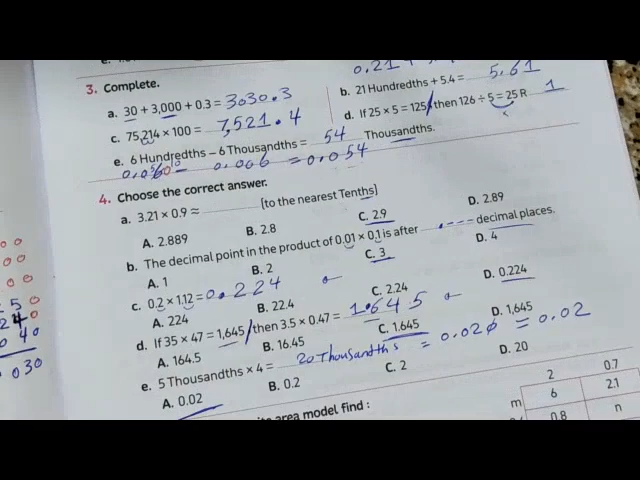 3. Complete.
a. 30 + 3,000 + 0.3 = 3030.3
b. 21 Hundredths + 5.4 = 5.61
c. 75,214 × 100 = 7,521.4
d. If 25 × 5 = 125, then 126 ÷ 5 = 25 R 1
e. 6 Hundredths – 6 Thousandths = 54 Thousandths.
0.006 = 0.054
4. Choose the correct answer.
a. 3.21 × 0.9 ≈ [to the nearest Tenths]
A. 2.889 B. 2.8 C. 2.9 D. 2.89
b. The decimal point in the product of 0.01 × 0.1 is after decimal places.
A. 1 B. 2 C. 3 D. 4
c. 0.2 × 1.12 = 0.224
A. 224 B. 22.4 C. 2.24 D. 0.224
d. If 35 × 47 = 1,645, then 3.5 × 0.47 = 1.645
A. 164.5 B. 16.45 C. 1.645 D. 1,645
e. 5 Thousandths × 4 = 20 Thousandths = 0.020 = 0.02
A. 0.02 B. 0.2 C. 2 D. 20
area model find :
2 0.7
m 6 2.1
0.8 n